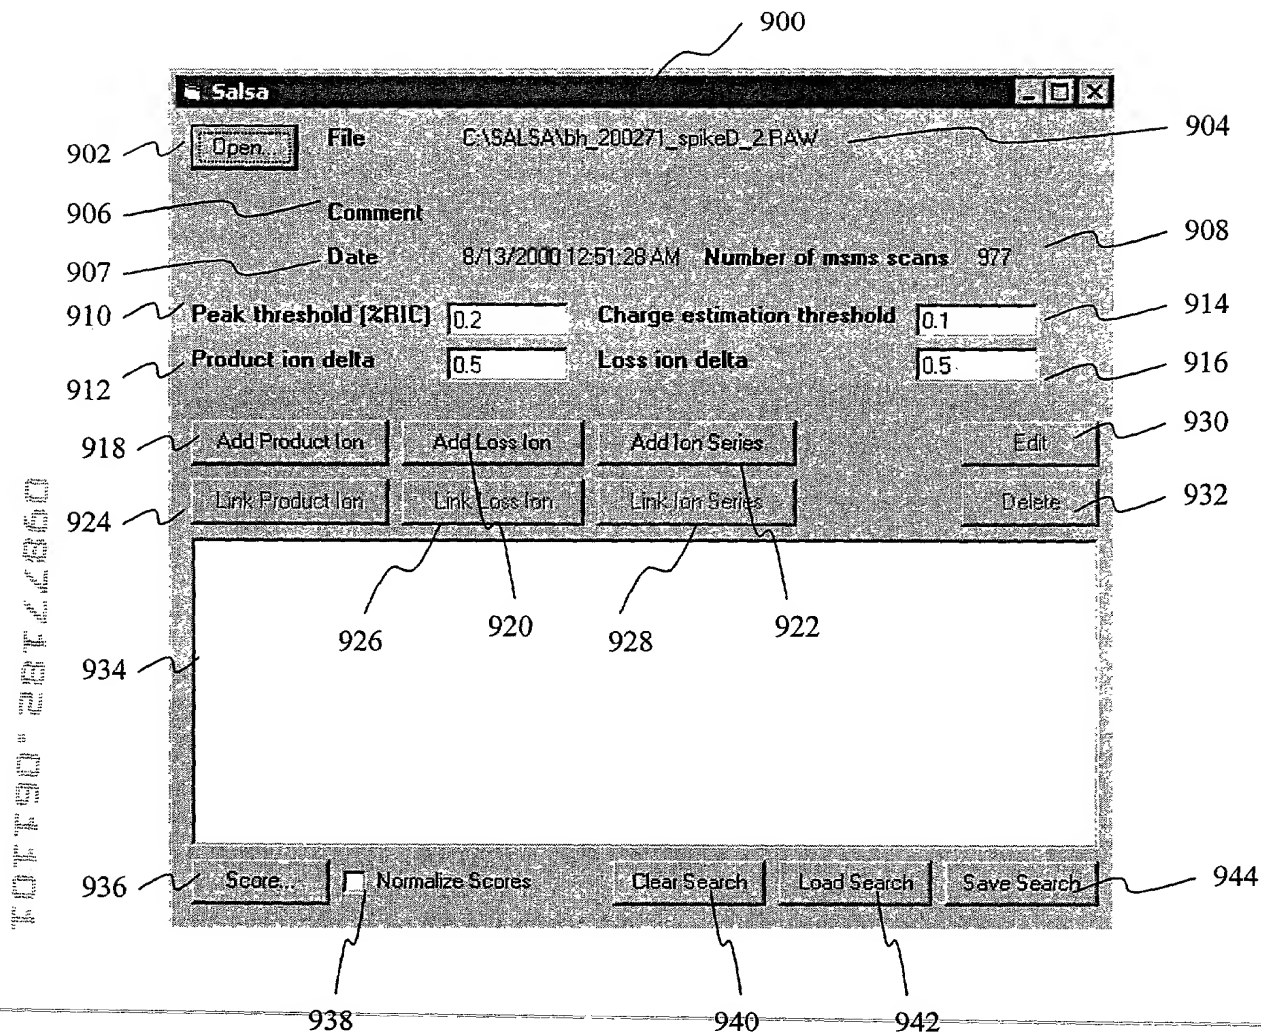 900
Salsa
902
Open...
File
C:\SALSA\bh_200271_spikeD_2.RAW
904
906
Comment
907
Date
8/13/2000 12:51:28 AM
Number of msms scans
977
908
910
Peak threshold (%RIC)
0.2
Charge estimation threshold
0.1
914
912
Product ion delta
0.5
Loss ion delta
0.5
916
918
Add Product Ion
Add Loss Ion
Add Ion Series
Edit
930
924
Link Product Ion
Link Loss Ion
Link Ion Series
Delete
932
926
920
928
922
934
936
Score...
Normalize Scores
Clear Search
Load Search
Save Search
944
938
940
942